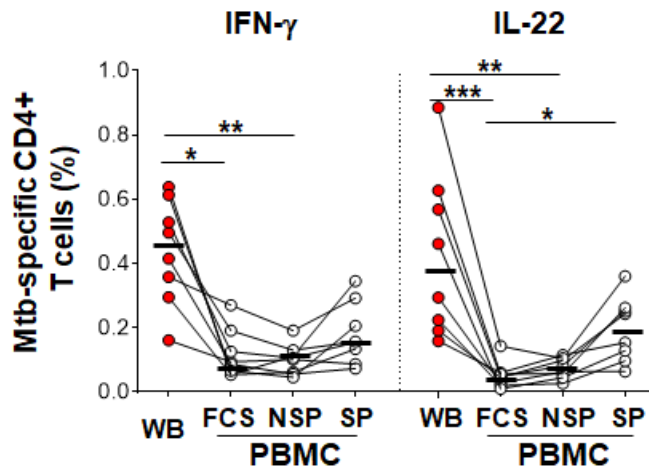 IFN-γ IL-22
Mtb-specific CD4+
T cells (%)
1.0
0.8
0.6
0.4
0.2
0.0
** *
** *** *
WB FCS NSP SP WB FCS NSP SP
PBMC PBMC